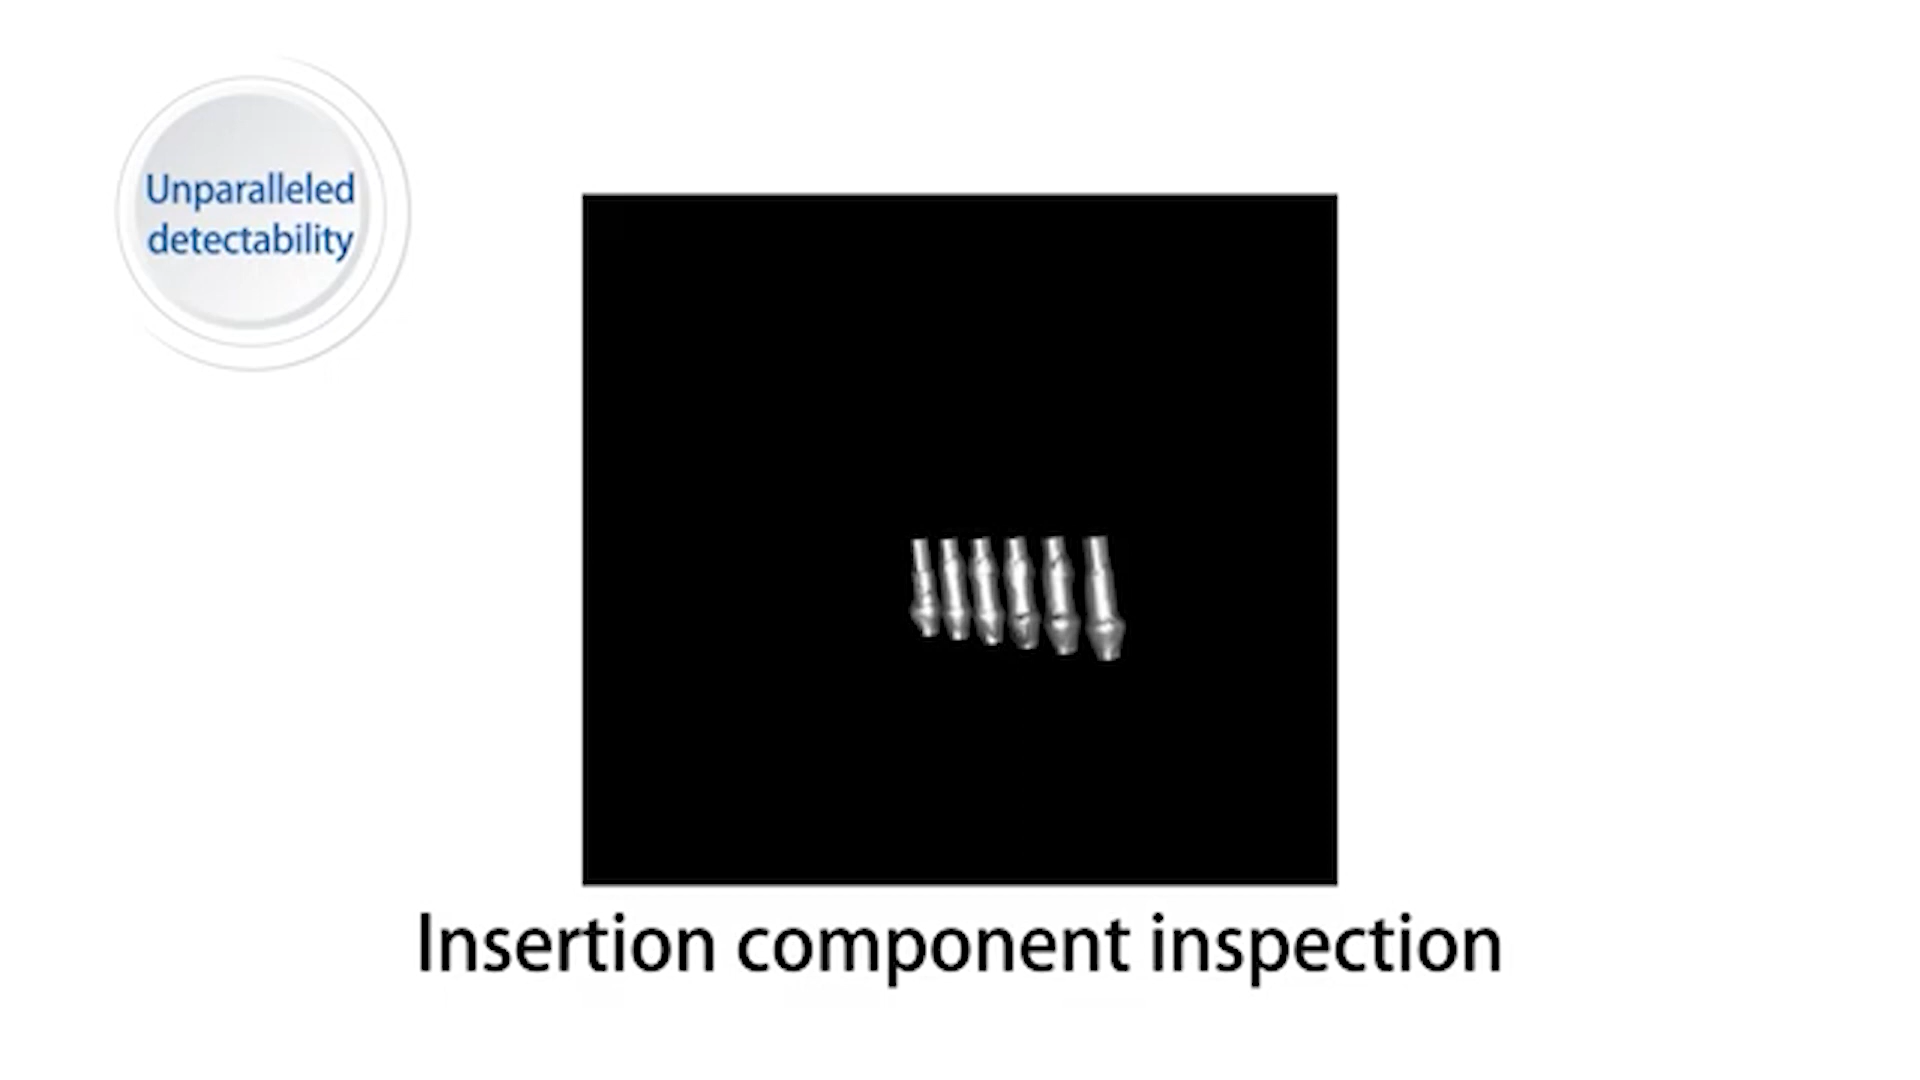 Unparalleled
detectability
Insertion component inspection